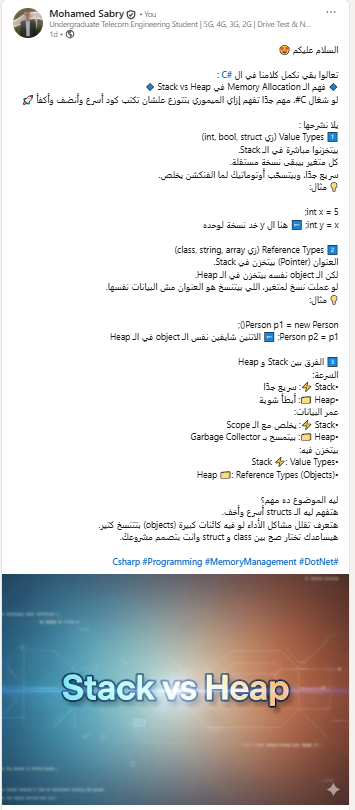 Mohamed Sabry • You
Undergraduate Telecom Engineering Student | 5G, 4G, 3G, 2G | Drive Test & N...
1d •
السلام عليكم 😍
تعالوا بقي نكمل كلامنا في ال C# :
🔷 فهم الـ Memory Allocation في Stack vs Heap 🔷
لو شغال C#، مهم جدًا تفهم إزاي الميموري بتتوزع علشان تكتب كود أسرع وأنضف وأكفأ 🚀
يلا نشرحها :
1️⃣ Value Types (زي int, bool, struct)
بيتخزنوا مباشرة في الـ Stack.
كل متغير بيبقى نسخة مستقلة.
سريع جدًا، وبيتسحّب أوتوماتيك لما الفنكشن يخلص.
💡 مثال:
int x = 5;
int y = x; ⬅️ هنا ال y خد نسخة لوحده
2️⃣ Reference Types (زي class, string, array)
العنوان (Pointer) بيتخزن في Stack.
لكن الـ object نفسه بيتخزن في الـ Heap.
لو عملت نسخ لمتغير، اللي بيتنسخ هو العنوان مش البيانات نفسها.
💡 مثال:
Person p1 = new Person();
Person p2 = p1; ⬅️ الاتنين شايفين نفس الـ object في الـ Heap
3️⃣ الفرق بين Stack و Heap
السرعة:
•Stack ⚡: سريع جدًا
•Heap 🗂️: أبطأ شوية
عمر البيانات:
•Stack ⚡: يخلص مع الـ Scope
•Heap 🗂️: بيتمسح بـ Garbage Collector
بيتخزن فيه:
•Stack ⚡: Value Types
•Heap 🗂️: Reference Types (Objects)
ليه الموضوع ده مهم؟
هتفهم ليه الـ structs أسرع وأخف.
هتعرف تقلل مشاكل الأداء لو فيه كائنات كبيرة (objects) بتتنسخ كتير.
هيساعدك تختار صح بين class و struct وانت بتصمم مشروعك.
#Csharp #Programming #MemoryManagement #DotNet
Stack vs Heap